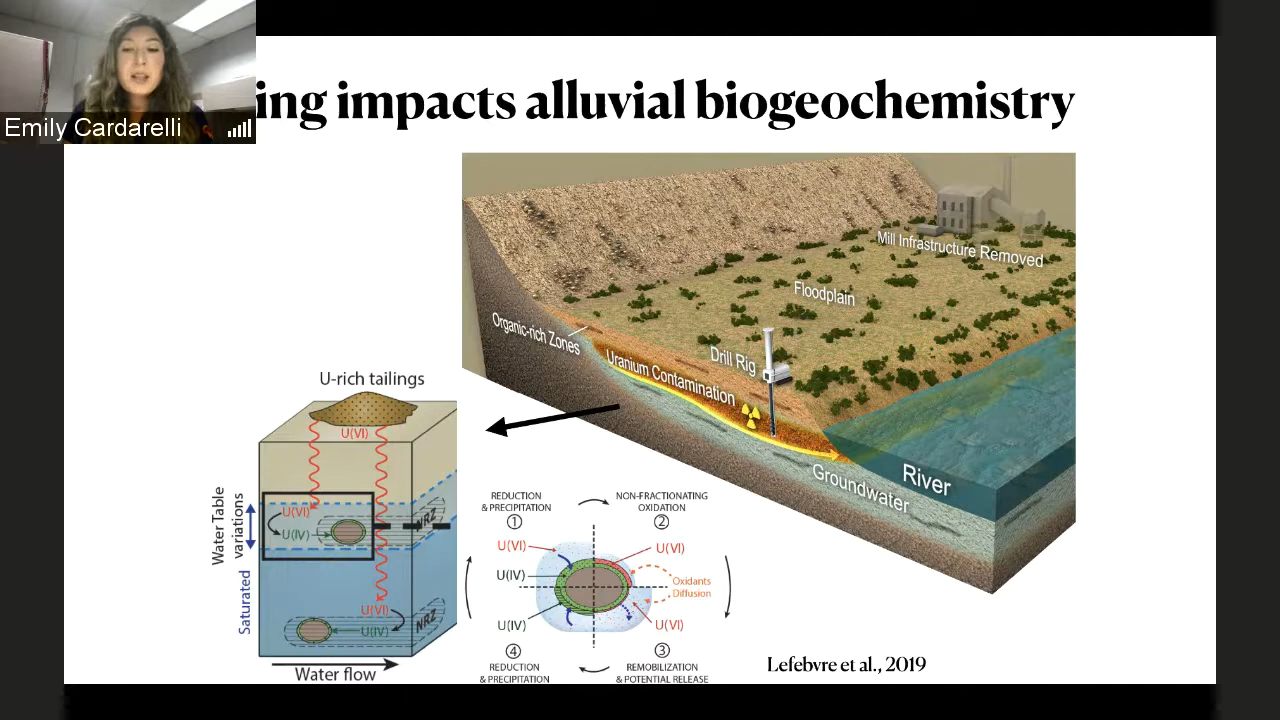 ing impacts alluvial biogeochemistry
Emily Cardarelli
Mill Infrastructure Removed
Floodplain
Organic-rich Zones
Drill Rig
Uranium Contamination
River
Groundwater
U-rich tailings
U(VI)
Water Table
variations
U(VI)
U(IV)
NRZ
Saturated
U(VI)
U(IV)
NRZ
Water flow
REDUCTION
& PRECIPITATION
1
NON-FRACTIONATING
OXIDATION
2
U(VI)
U(VI)
U(IV)
Oxidants
Diffusion
U(IV)
U(VI)
4
REDUCTION
& PRECIPITATION
3
REMOBILIZATION
& POTENTIAL RELEASE
Lefebvre et al., 2019